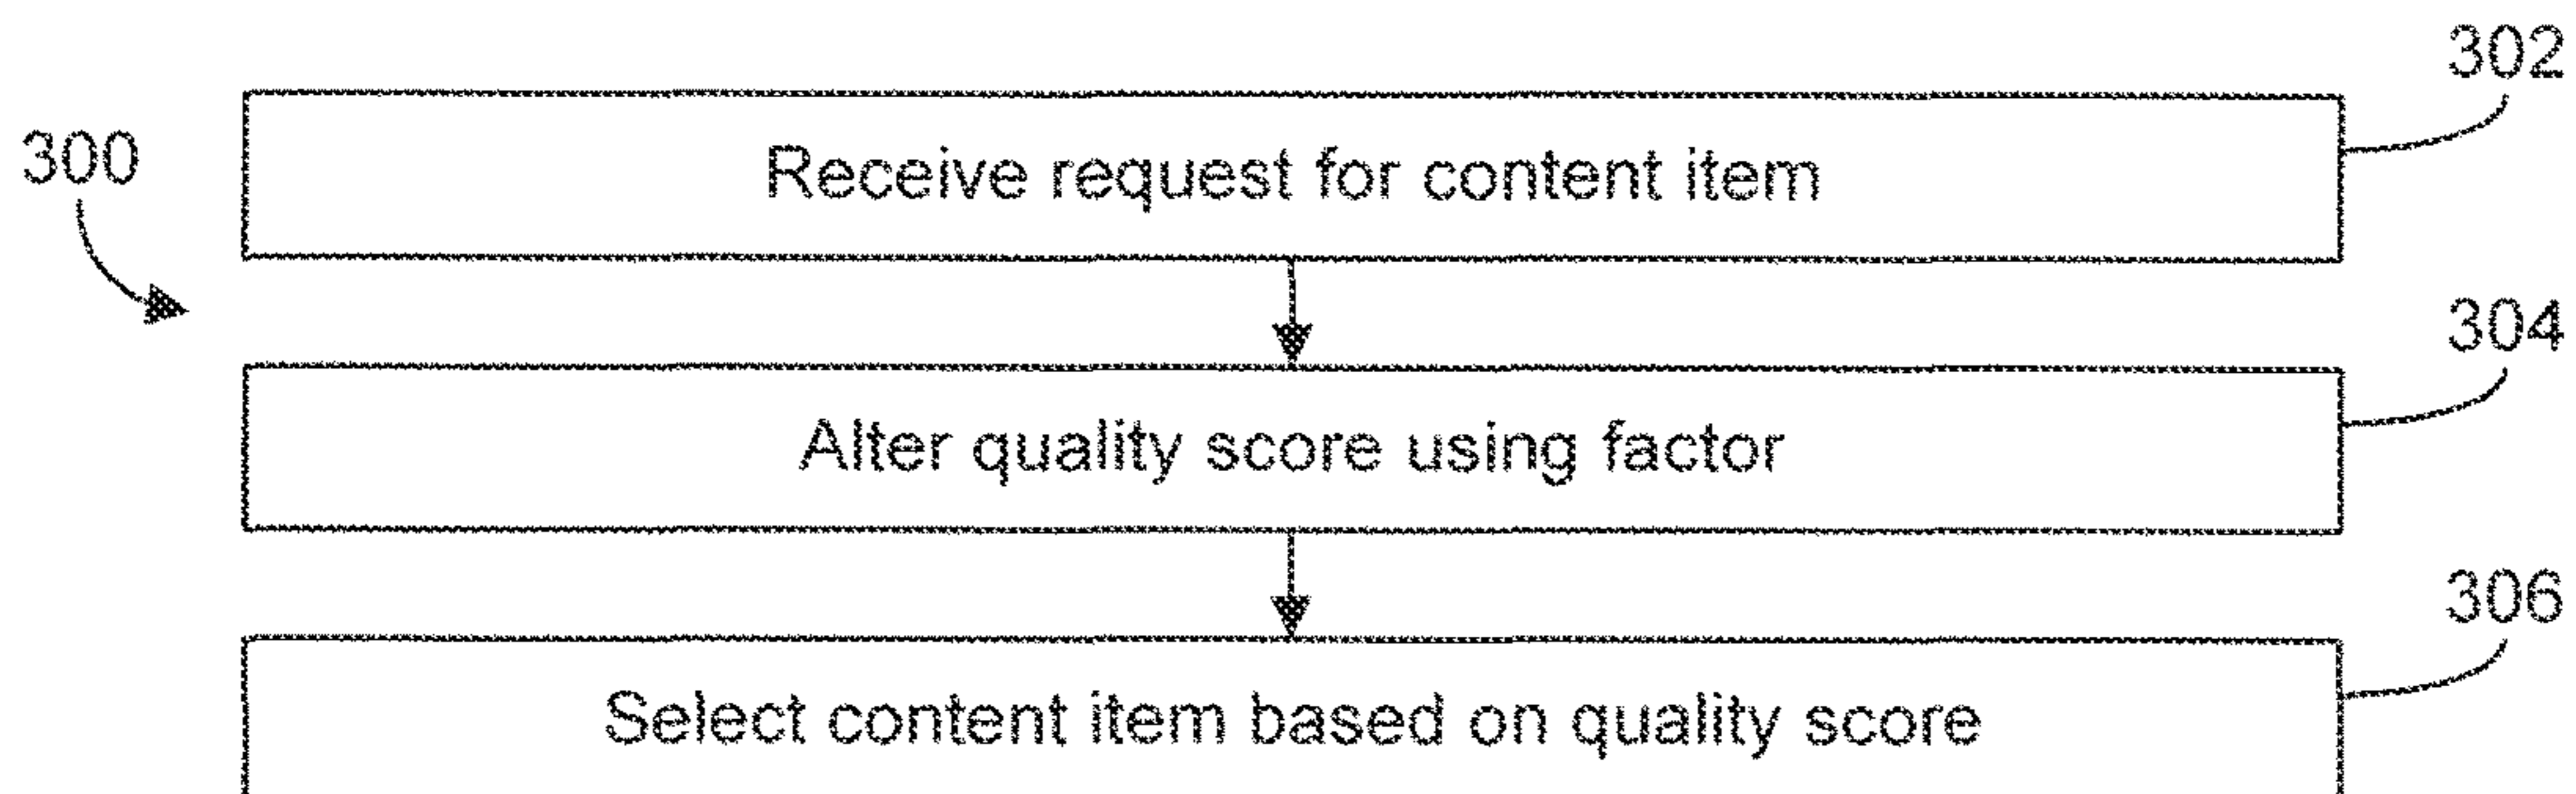 302
300
Receive request for content item
304
Alter quality score using factor
306
Select content item based on quality score